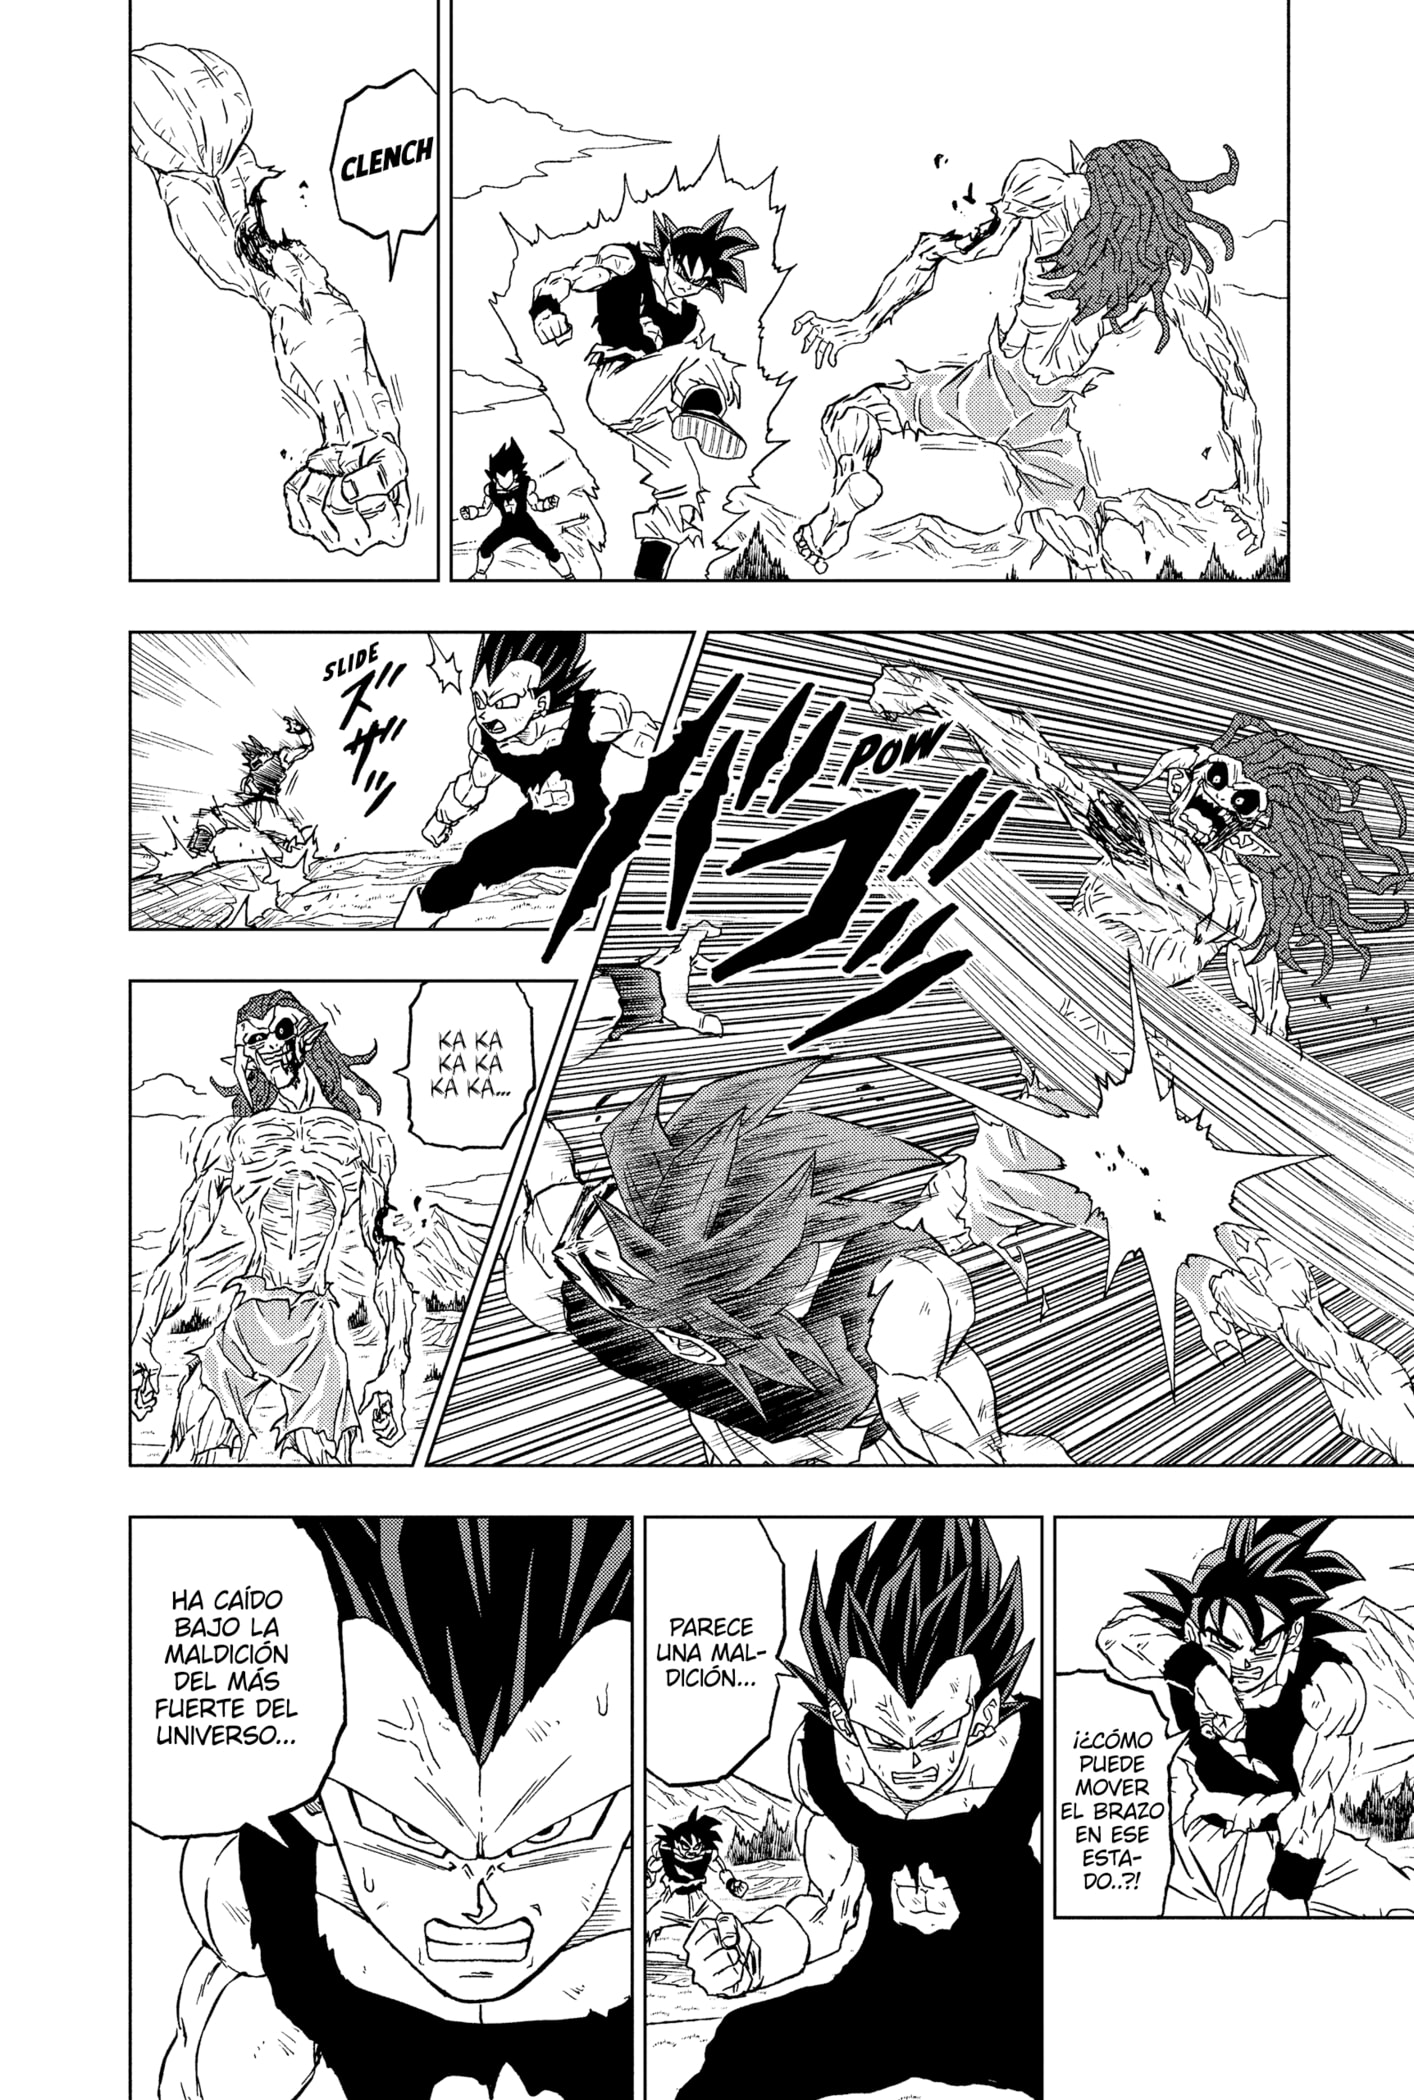 CLENCH
POW
バゴッ
SLIDE
ズザッ
KA KA
KA KA
KA KA...
¡¿CÓMO
PUEDE
MOVER
EL BRAZO
EN ESE
ESTA-
DO..?!
PARECE
UNA MAL-
DICIÓN...
HA CAÍDO
BAJO LA
MALDICIÓN
DEL MÁS
FUERTE DEL
UNIVERSO...